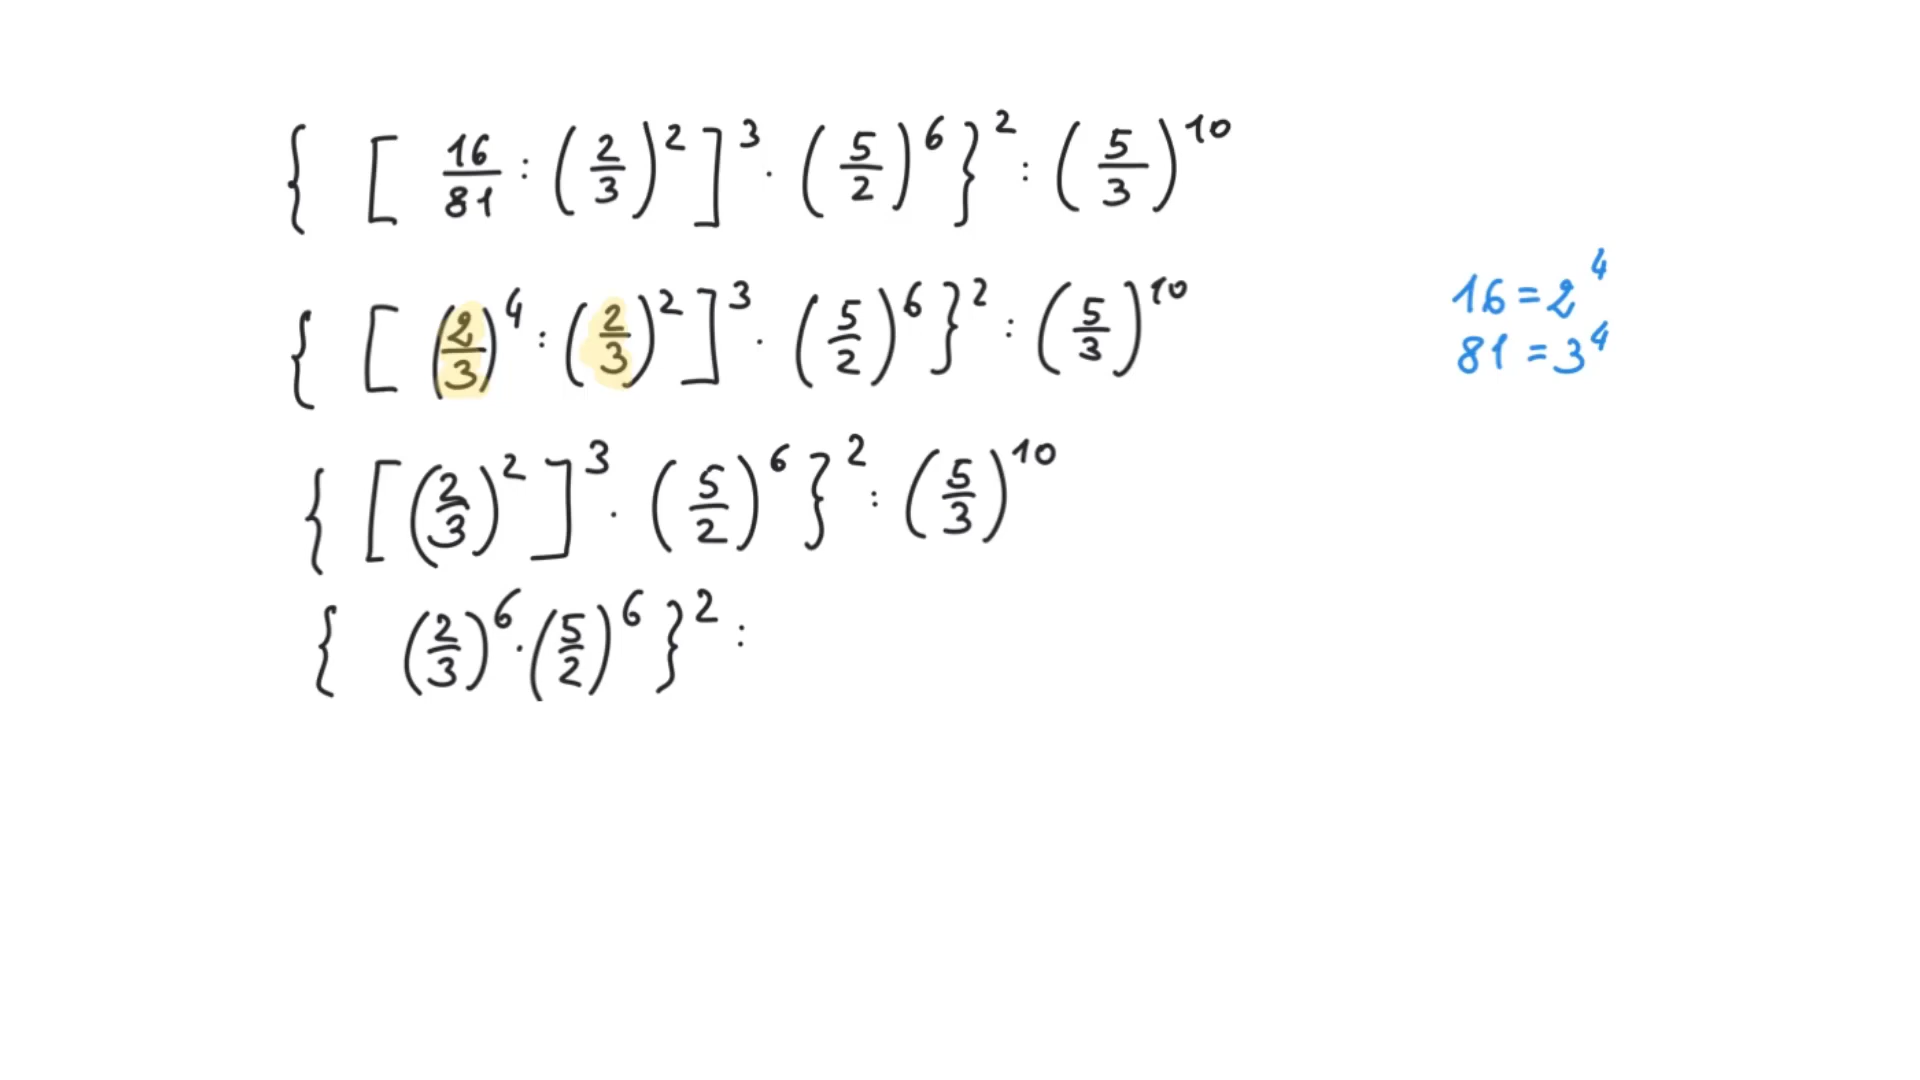 { [ 16/81 : (2/3)^2 ]^3 · (5/2)^6 }^2 : (5/3)^10
{ [ (2/3)^4 : (2/3)^2 ]^3 · (5/2)^6 }^2 : (5/3)^10
16 = 2^4
81 = 3^4
{ [ (2/3)^2 ]^3 · (5/2)^6 }^2 : (5/3)^10
{ (2/3)^6 · (5/2)^6 }^2 :